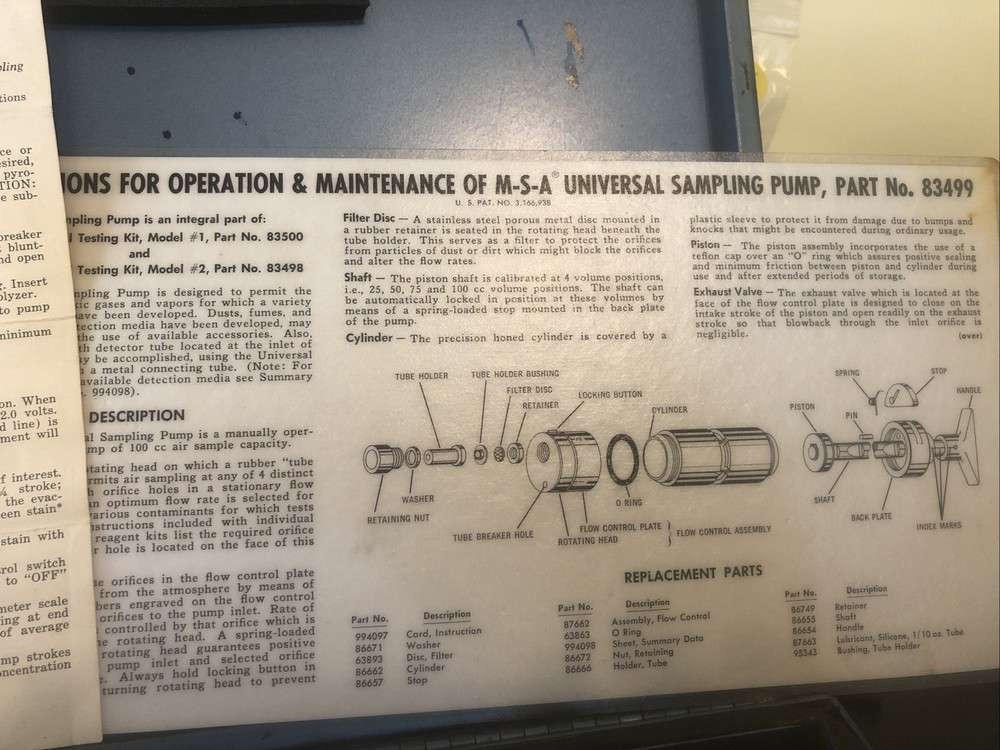 pling
tions
ce or
esired,
pyro-
TION:
e sub-
breaker
blunt-
nd open
g. Insert
olyzer.
to pump
minimum
on. When
2.0 volts.
d line) is
ment will
f interest.
¼ stroke;
the evac-
een stain*
stain with
trol switch
to "OFF"
meter scale
ing at end
of average
mp strokes
oncentration
IONS FOR OPERATION & MAINTENANCE OF M-S-A® UNIVERSAL SAMPLING PUMP, PART No. 83499
U. S. PAT. NO. 3,166,938
mpling Pump is an integral part of:
l Testing Kit, Model #1, Part No. 83500
and
Testing Kit, Model #2, Part No. 83498
mpling Pump is designed to permit the
ic gases and vapors for which a variety
ave been developed. Dusts, fumes, and
ection media have been developed, may
the use of available accessories. Also,
h detector tube located at the inlet of
y be accomplished, using the Universal
a metal connecting tube. (Note: For
available detection media see Summary
. 994098).
DESCRIPTION
al Sampling Pump is a manually oper-
mp of 100 cc air sample capacity.
tating head on which a rubber "tube
rmits air sampling at any of 4 distinct
h orifice holes in a stationary flow
n optimum flow rate is selected for
arious contaminants for which tests
nstructions included with individual
reagent kits list the required orifice
r hole is located on the face of this
e orifices in the flow control plate
from the atmosphere by means of
bers engraved on the flow control
orifices to the pump inlet. Rate of
controlled by that orifice which is
e rotating head. A spring-loaded
rotating head guarantees positive
pump inlet and selected orifice
e. Always hold locking button in
turning rotating head to prevent
Filter Disc — A stainless steel porous metal disc mounted in
a rubber retainer is seated in the rotating head beneath the
tube holder. This serves as a filter to protect the orifices
from particles of dust or dirt which might block the orifices
and alter the flow rates.
Shaft — The piston shaft is calibrated at 4 volume positions,
i.e., 25, 50, 75 and 100 cc volume positions. The shaft can
be automatically locked in position at these volumes by
means of a spring-loaded stop mounted in the back plate
of the pump.
Cylinder — The precision honed cylinder is covered by a
plastic sleeve to protect it from damage due to bumps and
knocks that might be encountered during ordinary usage.
Piston — The piston assembly incorporates the use of a
teflon cap over an "O" ring which assures positive sealing
and minimum friction between piston and cylinder during
use and after extended periods of storage.
Exhaust Valve — The exhaust valve which is located at the
face of the flow control plate is designed to close on the
intake stroke of the piston and open readily on the exhaust
stroke so that blowback through the inlet orifice is
negligible. (over)
TUBE HOLDER
TUBE HOLDER BUSHING
FILTER DISC
RETAINER
LOCKING BUTTON
CYLINDER
SPRING
STOP
HANDLE
PISTON
PIN
WASHER
RETAINING NUT
TUBE BREAKER HOLE
O RING
FLOW CONTROL PLATE
ROTATING HEAD
FLOW CONTROL ASSEMBLY
SHAFT
BACK PLATE
INDEX MARKS
REPLACEMENT PARTS
Part No. Description
994097 Card, Instruction
86671 Washer
63893 Disc, Filter
86662 Cylinder
86657 Stop
Part No. Description
87662 Assembly, Flow Control
63863 O Ring
994098 Sheet, Summary Data
86672 Nut, Retaining
86666 Holder, Tube
Part No. Description
86749 Retainer
86655 Shaft
86654 Handle
87663 Lubricant, Silicone, 1/10 oz. Tube
95343 Bushing, Tube Holder